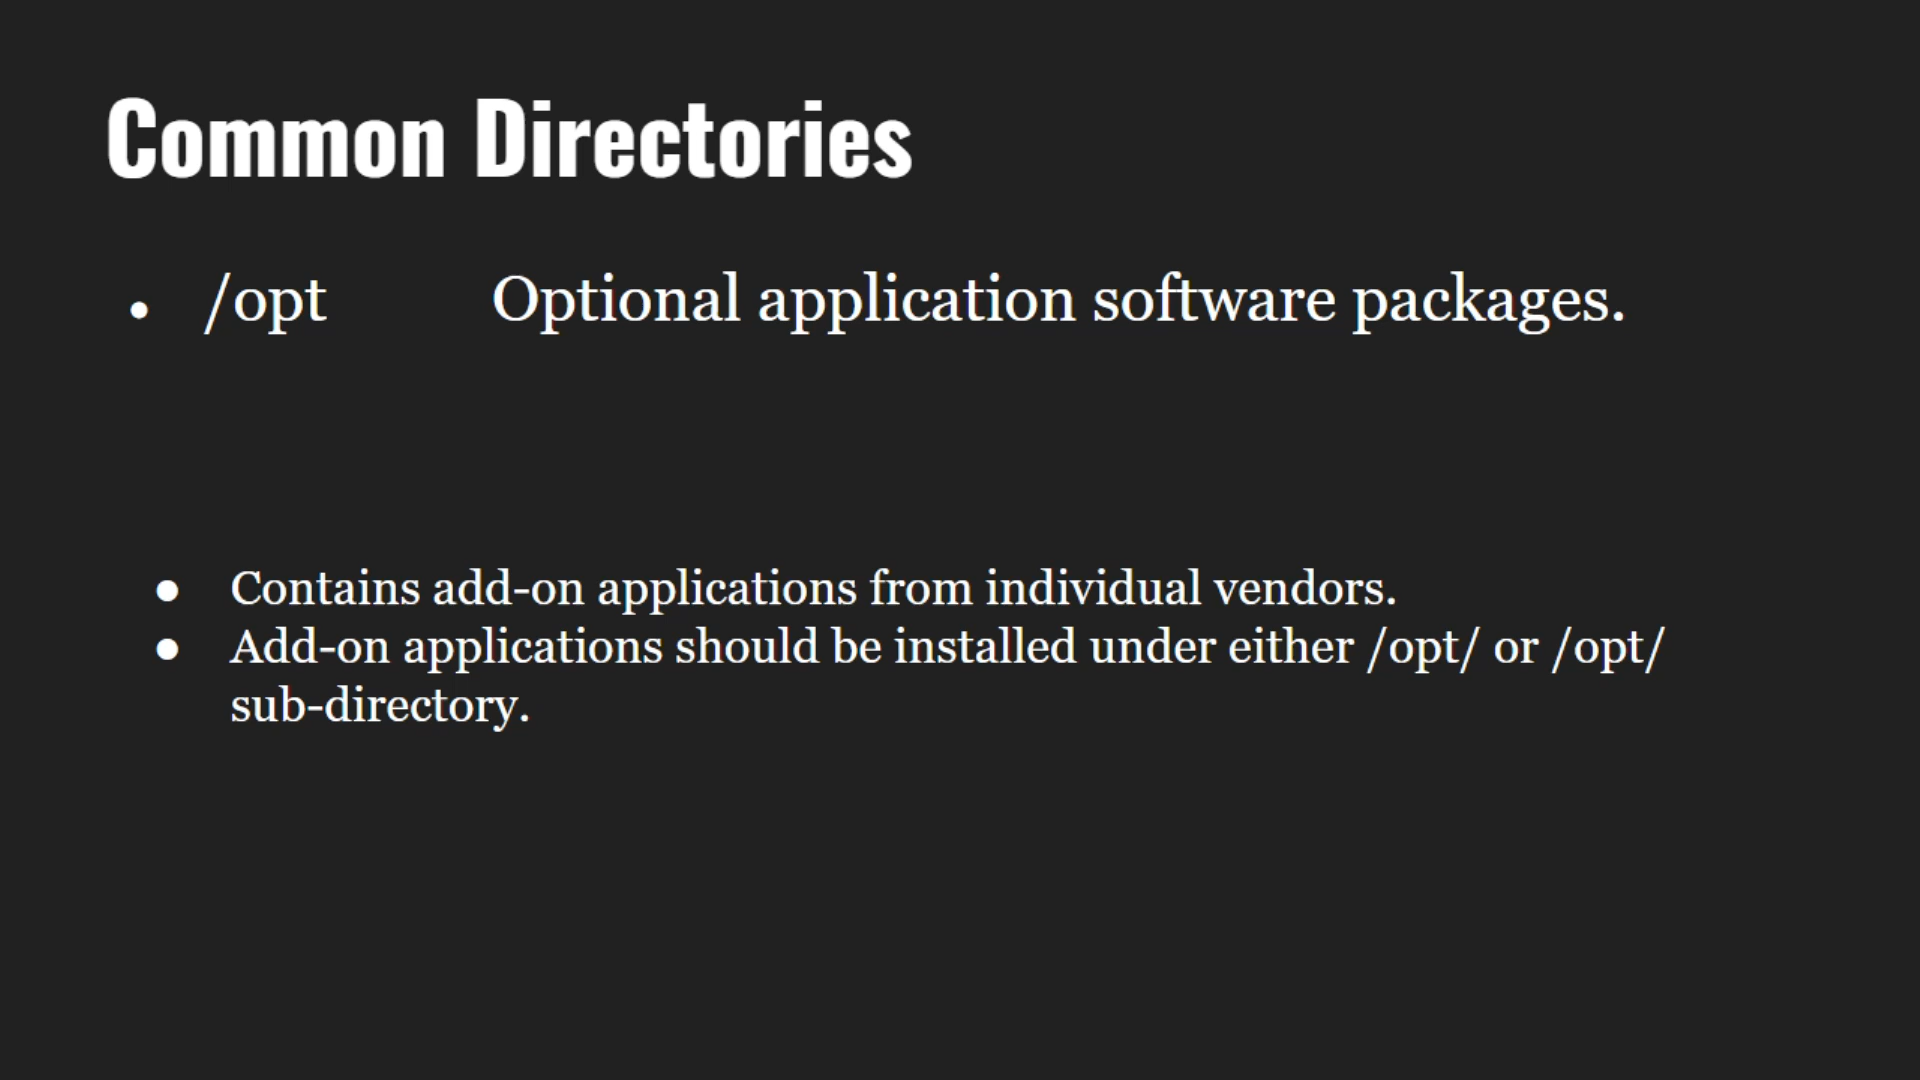 Common Directories
• /opt Optional application software packages.
● Contains add-on applications from individual vendors.
● Add-on applications should be installed under either /opt/ or /opt/
sub-directory.